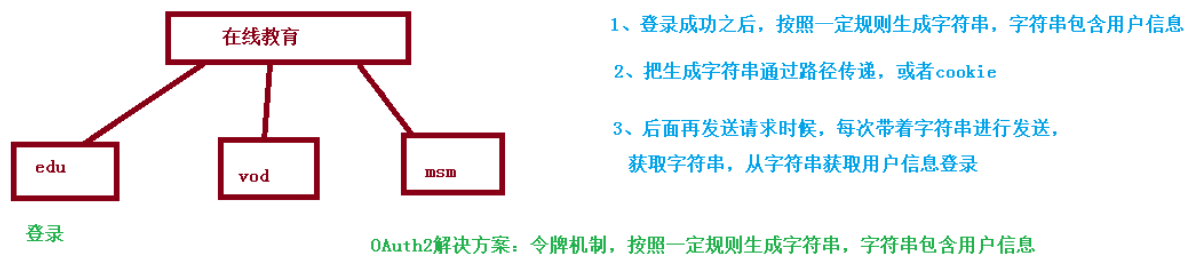 在线教育
edu
vod
msm
登录
1、登录成功之后，按照一定规则生成字符串，字符串包含用户信息
2、把生成字符串通过路径传递，或者cookie
3、后面再发送请求时候，每次带着字符串进行发送，
获取字符串，从字符串获取用户信息登录
OAuth2解决方案：令牌机制，按照一定规则生成字符串，字符串包含用户信息